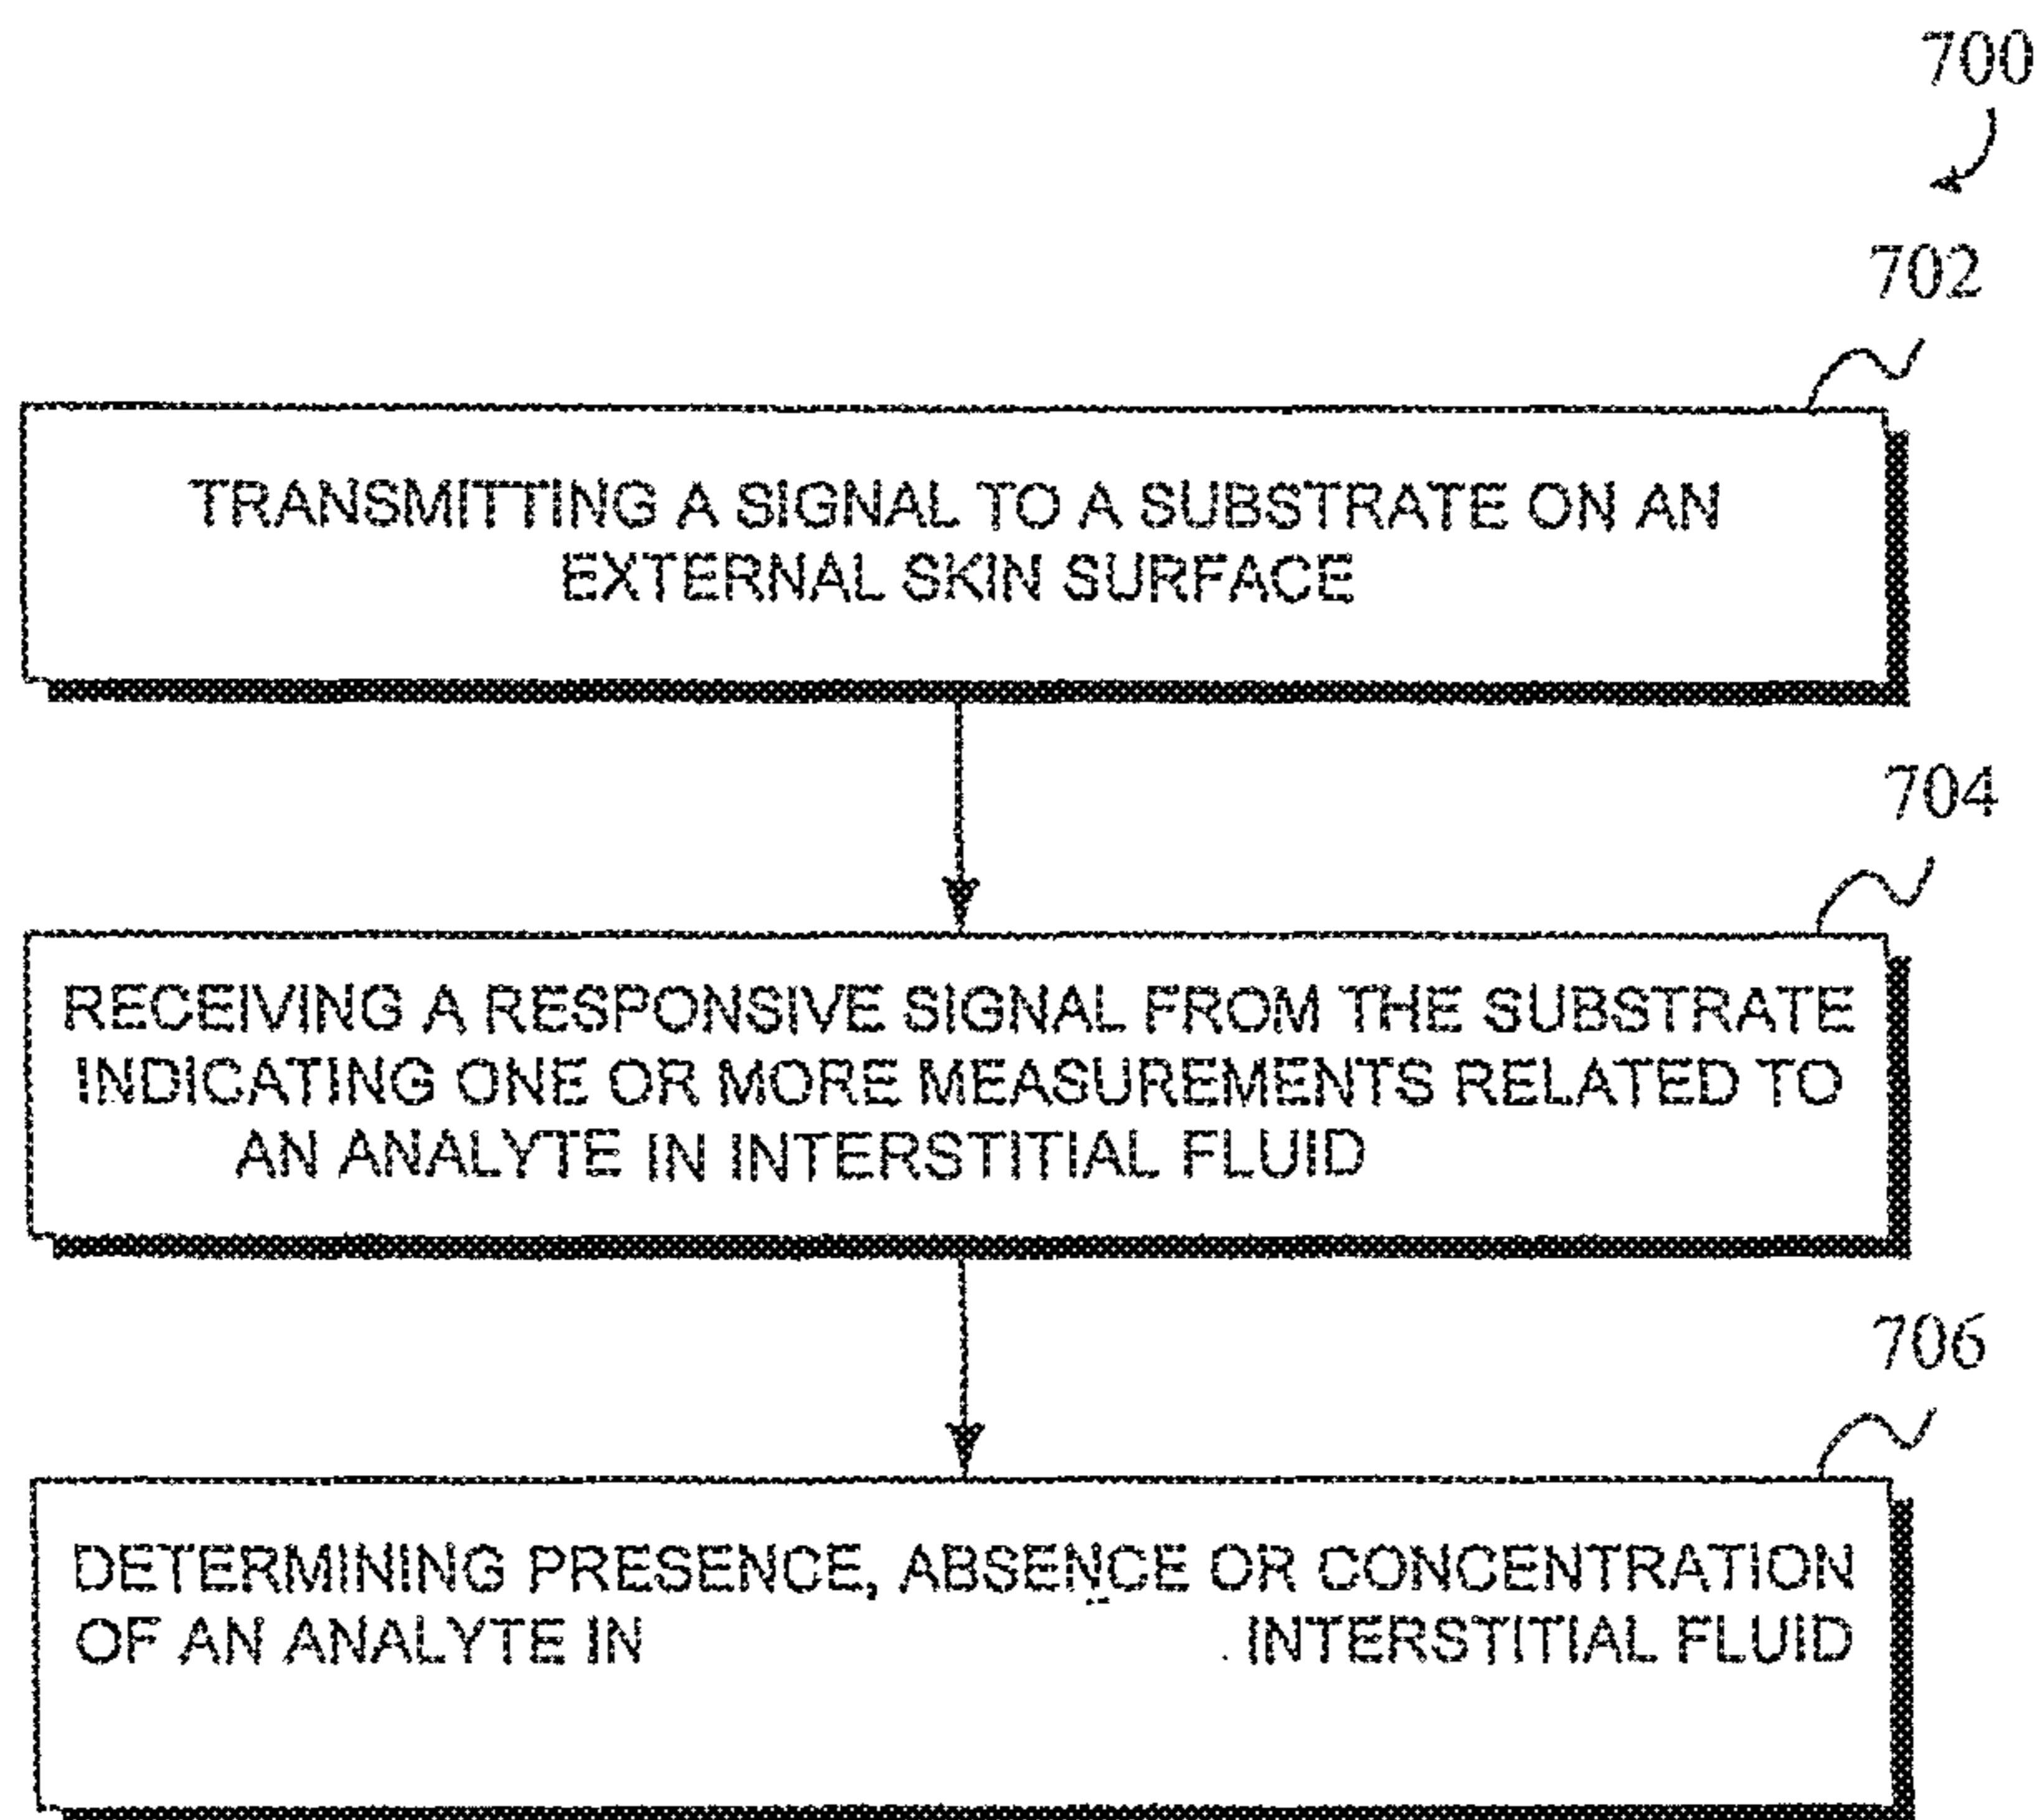 700
702
TRANSMITTING A SIGNAL TO A SUBSTRATE ON AN
EXTERNAL SKIN SURFACE
704
RECEIVING A RESPONSIVE SIGNAL FROM THE SUBSTRATE
INDICATING ONE OR MORE MEASUREMENTS RELATED TO
AN ANALYTE IN INTERSTITIAL FLUID
706
DETERMINING PRESENCE, ABSENCE OR CONCENTRATION
OF AN ANALYTE IN INTERSTITIAL FLUID